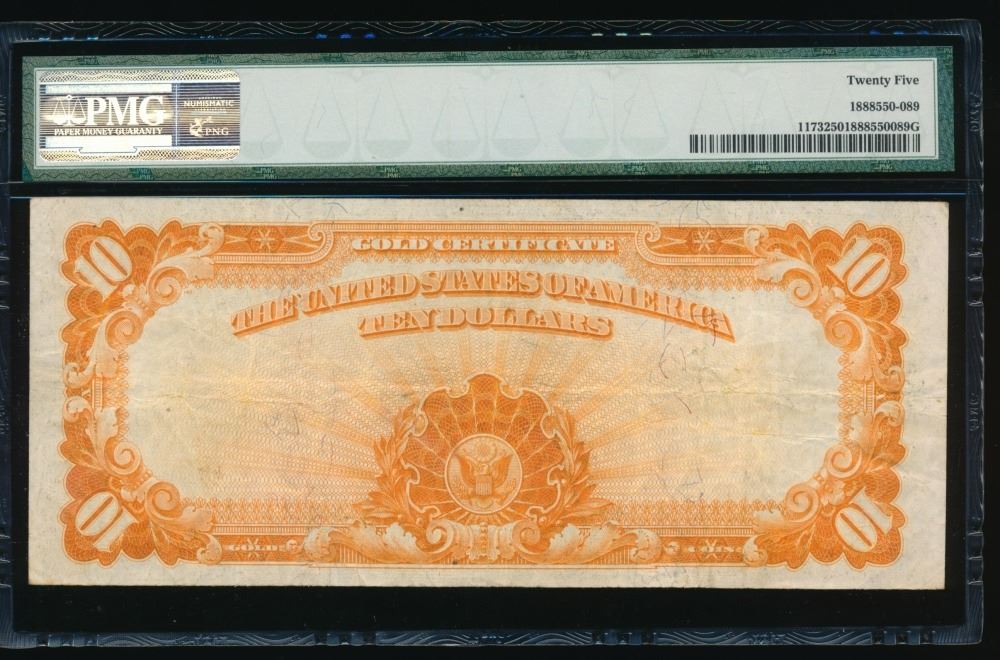 PMG
PAPER MONEY GUARANTY
NUMISMATIC
PNG
Twenty Five
1888550-089
11732501888550089G
GOLD CERTIFICATE
THE UNITED STATES OF AMERICA
TEN DOLLARS
10
10
10
10